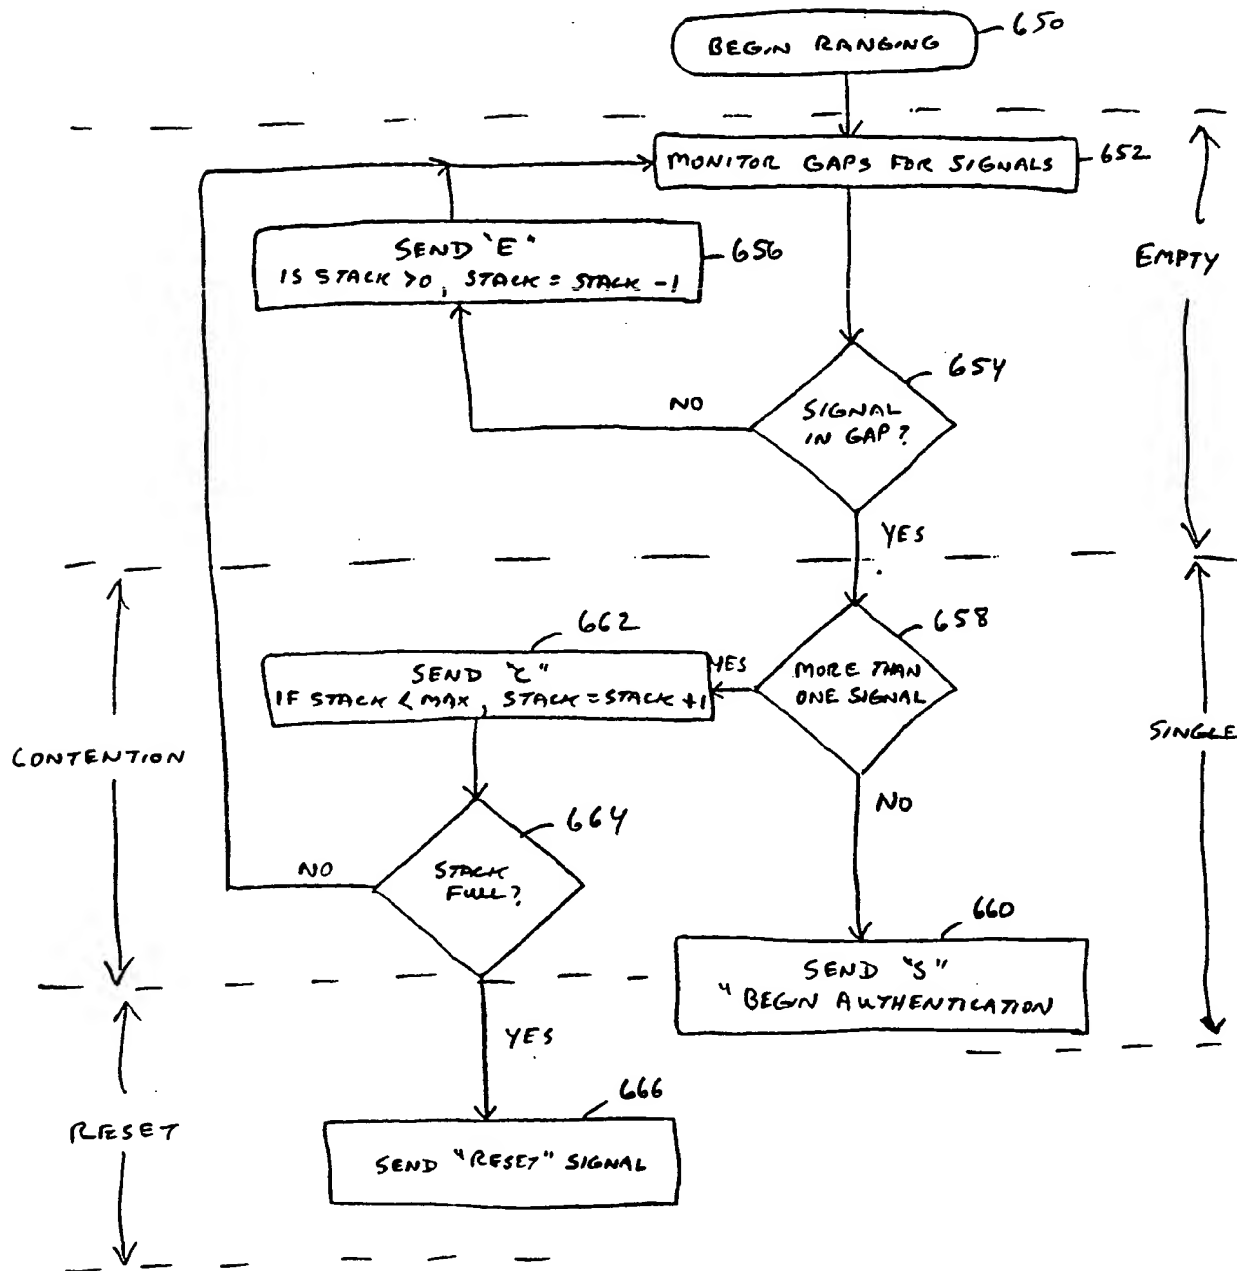 650
BEGIN RANGING
MONITOR GAPS FOR SIGNALS
652
SEND "E"
IS STACK >0, STACK = STACK -1
656
EMPTY
654
SIGNAL
IN GAP?
NO
YES
658
MORE THAN
ONE SIGNAL
YES
662
SEND "C"
IF STACK < MAX, STACK = STACK +1
SINGLE
CONTENTION
NO
664
STACK
FULL?
NO
660
SEND "S"
" BEGIN AUTHENTICATION
YES
RESET
666
SEND "RESET" SIGNAL